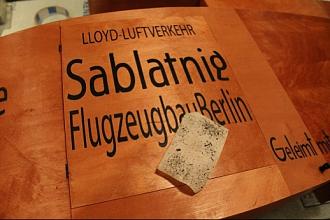 LLOYD-LUFTVERKEHR
Sablatnig
Flugzeugbau Berlin
e
Geleimt m